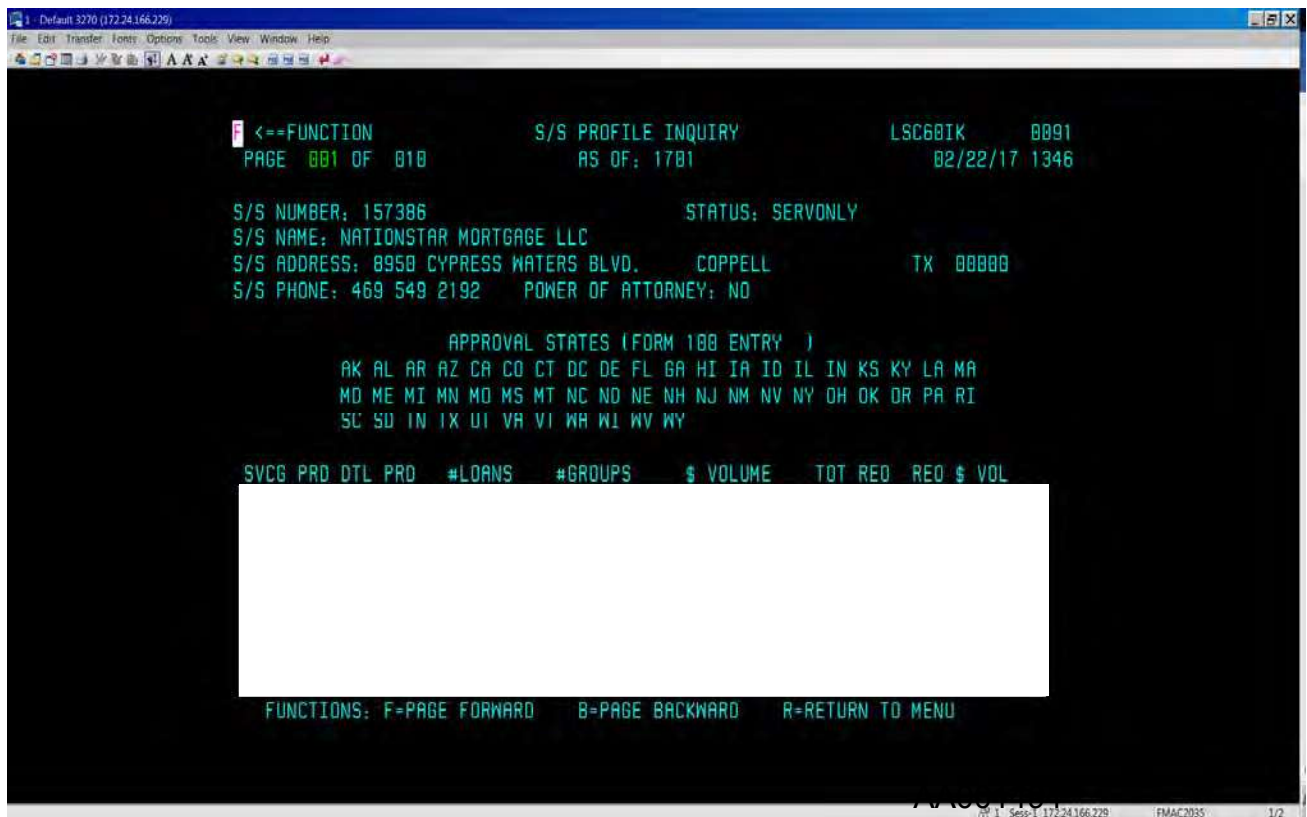 1 - Default 3270 (172.24.166.229)
File Edit Transfer Fonts Options Tools View Window Help
F <==FUNCTION S/S PROFILE INQUIRY LSC60IK 0091
PAGE 001 OF 010 AS OF: 1701 02/22/17 1346
S/S NUMBER: 157386 STATUS: SERVONLY
S/S NAME: NATIONSTAR MORTGAGE LLC
S/S ADDRESS: 8950 CYPRESS WATERS BLVD. COPPELL TX 00000
S/S PHONE: 469 549 2192 POWER OF ATTORNEY: NO
APPROVAL STATES (FORM 100 ENTRY )
AK AL AR AZ CA CO CT DC DE FL GA HI IA ID IL IN KS KY LA MA
MD ME MI MN MO MS MT NC ND NE NH NJ NM NV NY OH OK OR PA RI
SC SD TN TX UT VA VT WA WI WV WY
SVCG PRD DTL PRD #LOANS #GROUPS $ VOLUME TOT REO REO $ VOL
FUNCTIONS: F=PAGE FORWARD B=PAGE BACKWARD R=RETURN TO MENU
1 Sess-1 172.24.166.229 FMAC2035 1/2